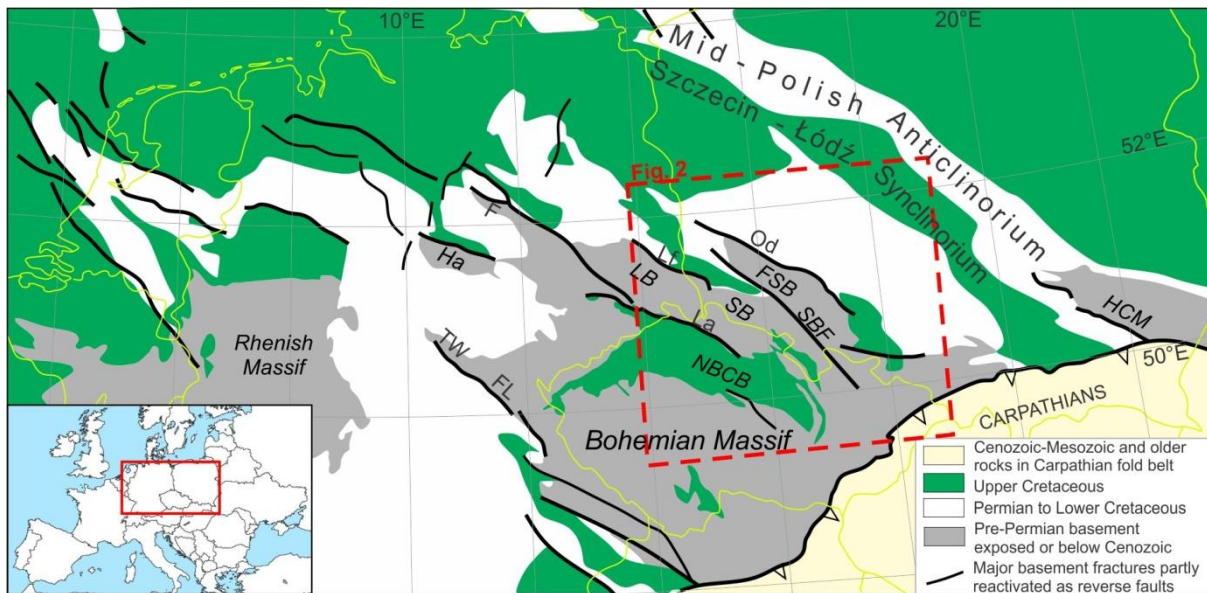 10°E
20°E
Mid - Polish Anticlinorium
Szczecin - Łódź Synclinorium
52°E
Fig. 2
F
Od
Ha
Lf
LB
FSB
SB
SBF
HCM
La
TW
Rhenish
Massif
NBCB
50°E
FL
Bohemian Massif
CARPATHIANS
Cenozoic-Mesozoic and older
rocks in Carpathian fold belt
Upper Cretaceous
Permian to Lower Cretaceous
Pre-Permian basement
exposed or below Cenozoic
Major basement fractures partly
reactivated as reverse faults